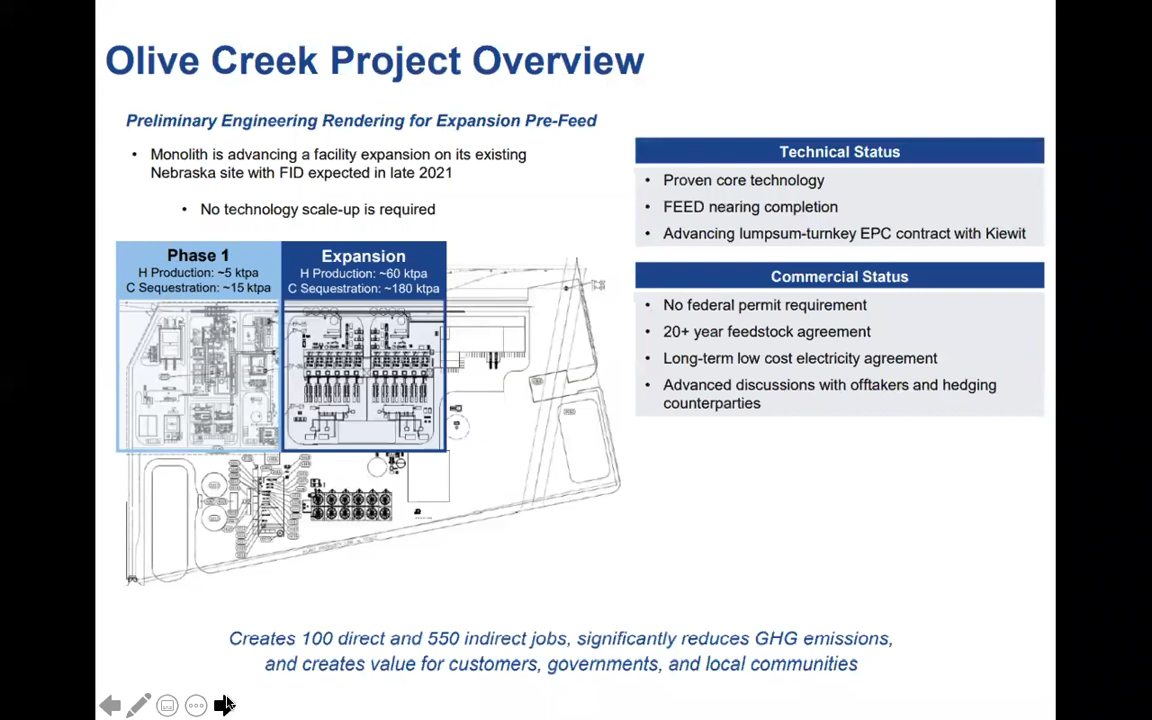 Olive Creek Project Overview
Preliminary Engineering Rendering for Expansion Pre-Feed
• Monolith is advancing a facility expansion on its existing
Nebraska site with FID expected in late 2021
• No technology scale-up is required
Phase 1
H Production: ~5 ktpa
C Sequestration: ~15 ktpa
Expansion
H Production: ~60 ktpa
C Sequestration: ~180 ktpa
Technical Status
• Proven core technology
• FEED nearing completion
• Advancing lumpsum-turnkey EPC contract with Kiewit
Commercial Status
• No federal permit requirement
• 20+ year feedstock agreement
• Long-term low cost electricity agreement
• Advanced discussions with offtakers and hedging
counterparties
Creates 100 direct and 550 indirect jobs, significantly reduces GHG emissions,
and creates value for customers, governments, and local communities